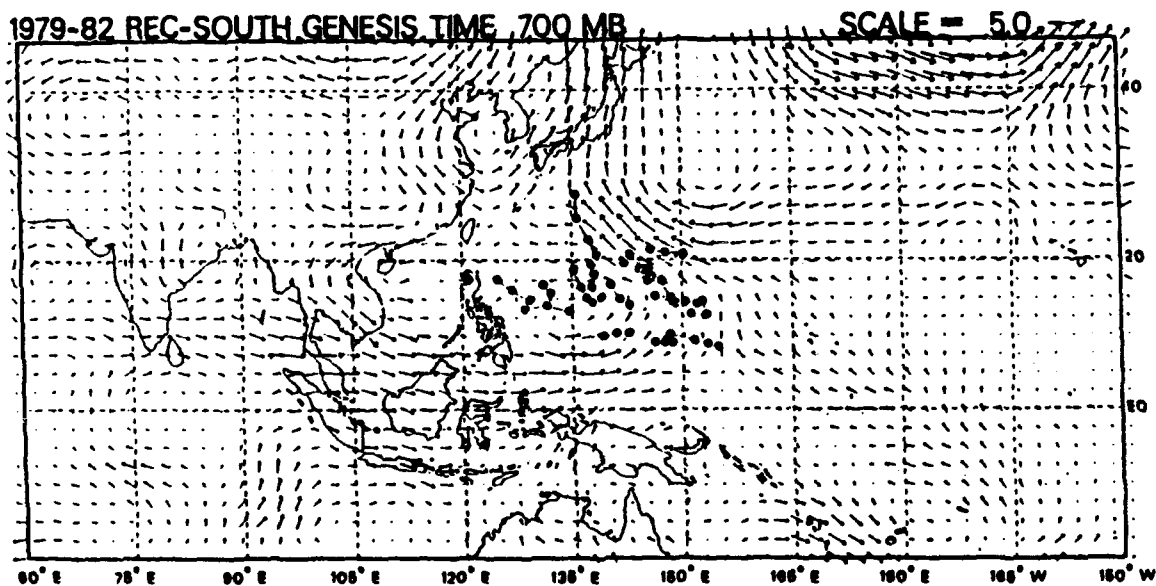 1979-82 REC-SOUTH GENESIS TIME 700 MB SCALE = 5.0
40
20
EQ
60° E 75° E 90° E 105° E 120° E 135° E 150° E 165° E 180° E 165° W 150° W